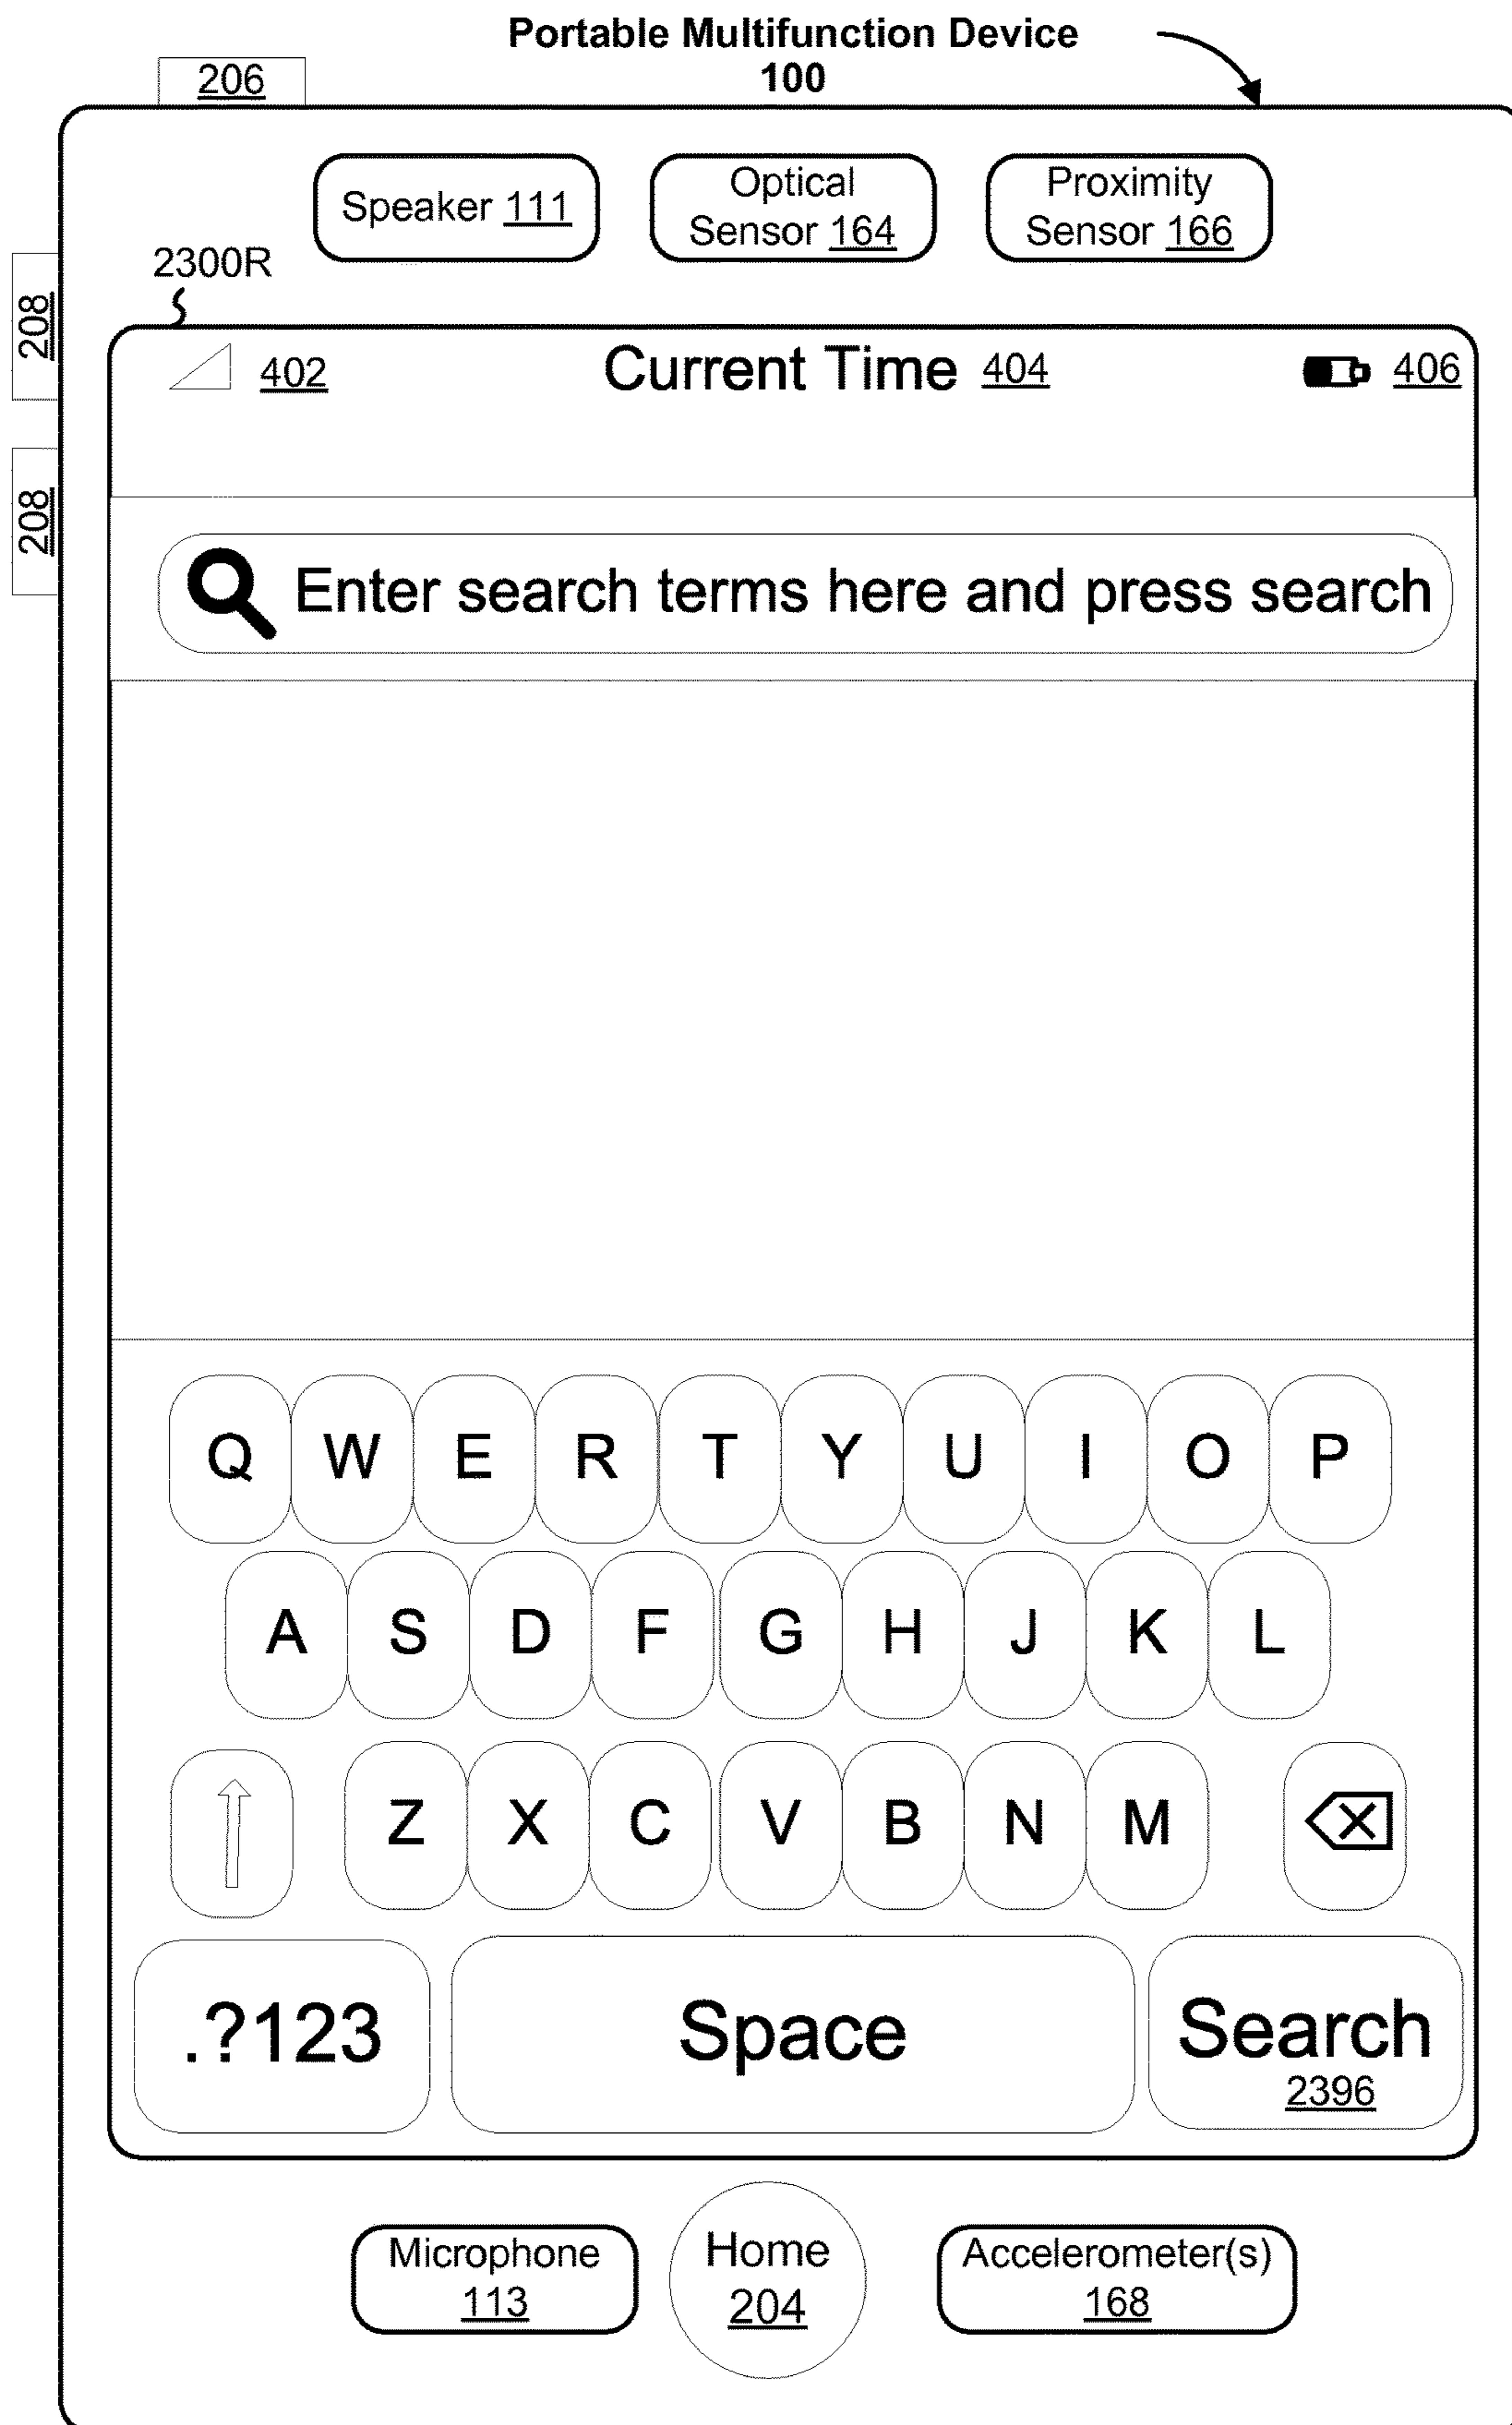 Portable Multifunction Device
100
206
Speaker 111
Optical
Sensor 164
Proximity
Sensor 166
2300R
208
208
402
Current Time 404
406
Enter search terms here and press search
Q W E R T Y U I O P
A S D F G H J K L
Z X C V B N M
.?123
Space
Search
2396
Microphone
113
Home
204
Accelerometer(s)
168